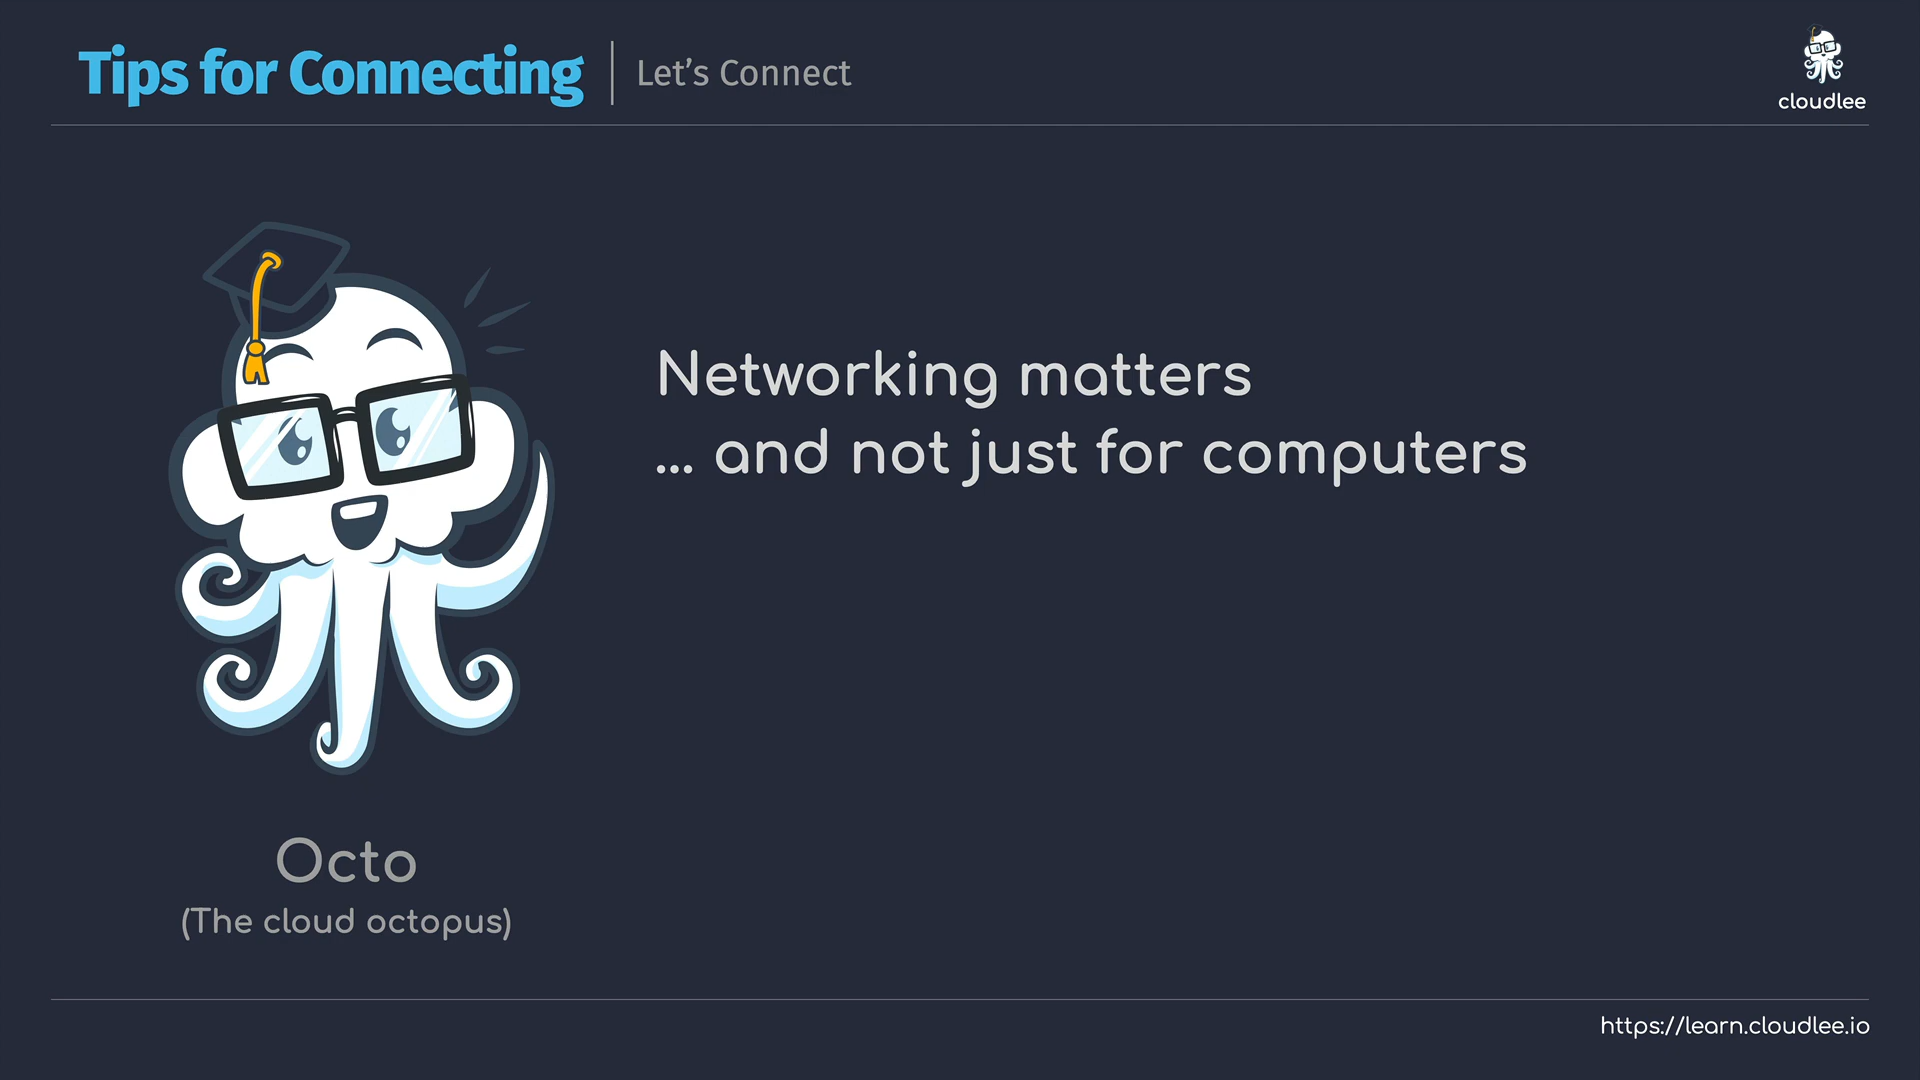 Tips for Connecting
Let's Connect
cloudlee
Networking matters
... and not just for computers
Octo
(The cloud octopus)
https://learn.cloudlee.io